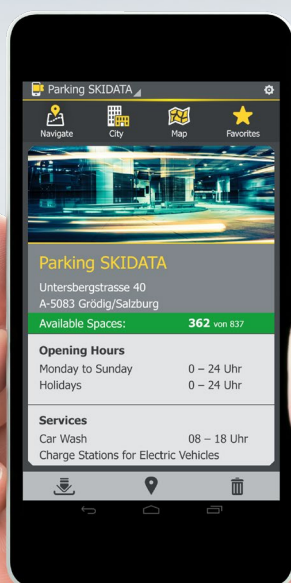 Parking SKIDATA
Navigate City Map Favorites
Parking SKIDATA
Untersbergstrasse 40
A-5083 Grödig/Salzburg
Available Spaces: 362 von 837
Opening Hours
Monday to Sunday 0 – 24 Uhr
Holidays 0 – 24 Uhr
Services
Car Wash 08 – 18 Uhr
Charge Stations for Electric Vehicles